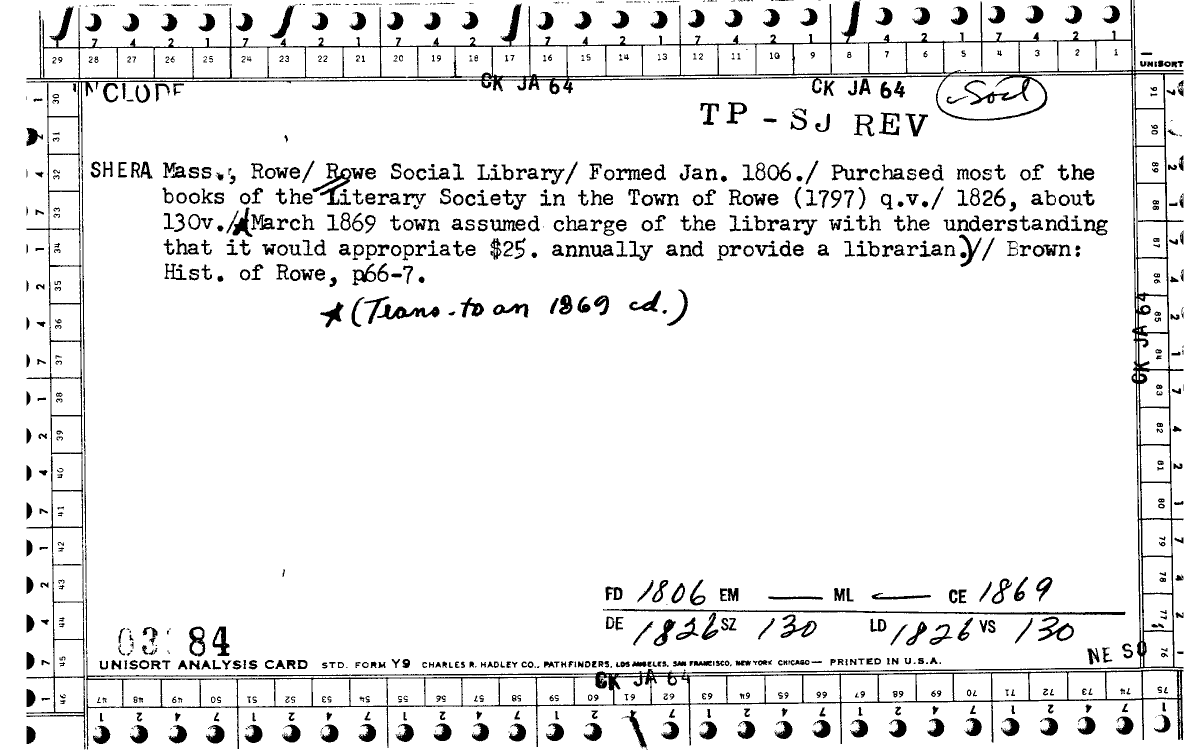 7 4 2 1 7 4 2 1 7 4 2 1 7 4 2 1 7 4 2 1 7 4 2 1 7 4 2 1
29 28 27 26 25 24 23 22 21 20 19 18 17 16 15 14 13 12 11 10 9 8 7 6 5 4 3 2 1
UNISORT
CK JA 64
CK JA 64
Socl
TP - SJ REV
SHERA Mass., Rowe/ Rowe Social Library/ Formed Jan. 1806./ Purchased most of the
books of the Literary Society in the Town of Rowe (1797) q.v./ 1826, about
130v./ March 1869 town assumed charge of the library with the understanding
that it would appropriate $25. annually and provide a librarian.)// Brown:
Hist. of Rowe, p66-7.
(Trans. to an 1869 cd.)
30 31 32 33 34 35 36 37 38 39 40 41 42 43 44 45 46
91 90 89 88 87 86 85 84 83 82 81 80 79 78 77 76
CK JA 64
FD 1806 EM — ML — CE 1869
DE 1826 SZ 130 LD 1826 VS 130
84
NE SO
UNISORT ANALYSIS CARD STD. FORM Y9 CHARLES R. HADLEY CO., PATHFINDERS, LOS ANGELES, SAN FRANCISCO, NEW YORK CHICAGO— PRINTED IN U.S.A.
CK JA 64
47 48 49 50 51 52 53 54 55 56 57 58 59 60 61 62 63 64 65 66 67 68 69 70 71 72 73 74 75